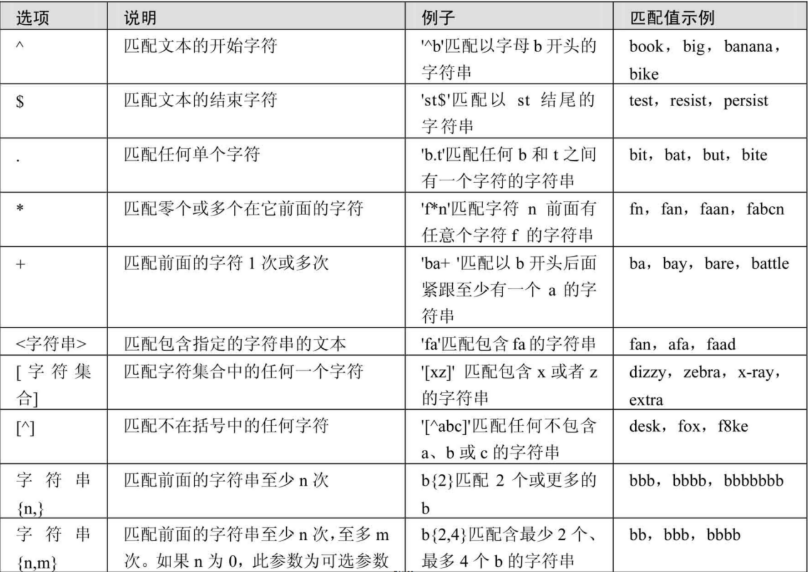 选项 说明 例子 匹配值示例
^ 匹配文本的开始字符 '^b'匹配以字母 b 开头的 book，big，banana，
字符串 bike
$ 匹配文本的结束字符 'st$'匹配以 st 结尾的 test，resist，persist
字符串
. 匹配任何单个字符 'b.t'匹配任何 b 和 t 之间 bit，bat，but，bite
有一个字符的字符串
* 匹配零个或多个在它前面的字符 'f*n'匹配字符 n 前面有 fn，fan，faan，fabcn
任意个字符 f 的字符串
+ 匹配前面的字符 1 次或多次 'ba+ '匹配以 b 开头后面 ba，bay，bare，battle
紧跟至少有一个 a 的字
符串
<字符串> 匹配包含指定的字符串的文本 'fa'匹配包含 fa 的字符串 fan，afa，faad
[字符集 匹配字符集合中的任何一个字符 '[xz]' 匹配包含 x 或者 z dizzy，zebra，x-ray，
合] 的字符串 extra
[^] 匹配不在括号中的任何字符 '[^abc]'匹配任何不包含 desk，fox，f8ke
a、b 或 c 的字符串
字符串 匹配前面的字符串至少 n 次 b{2}匹配 2 个或更多的 bbb，bbbb，bbbbbbb
{n,} b
字符串 匹配前面的字符串至少 n 次，至多 m b{2,4}匹配含最少 2 个、 bb，bbb，bbbb
{n,m} 次。如果 n 为 0，此参数为可选参数 最多 4 个 b 的字符串